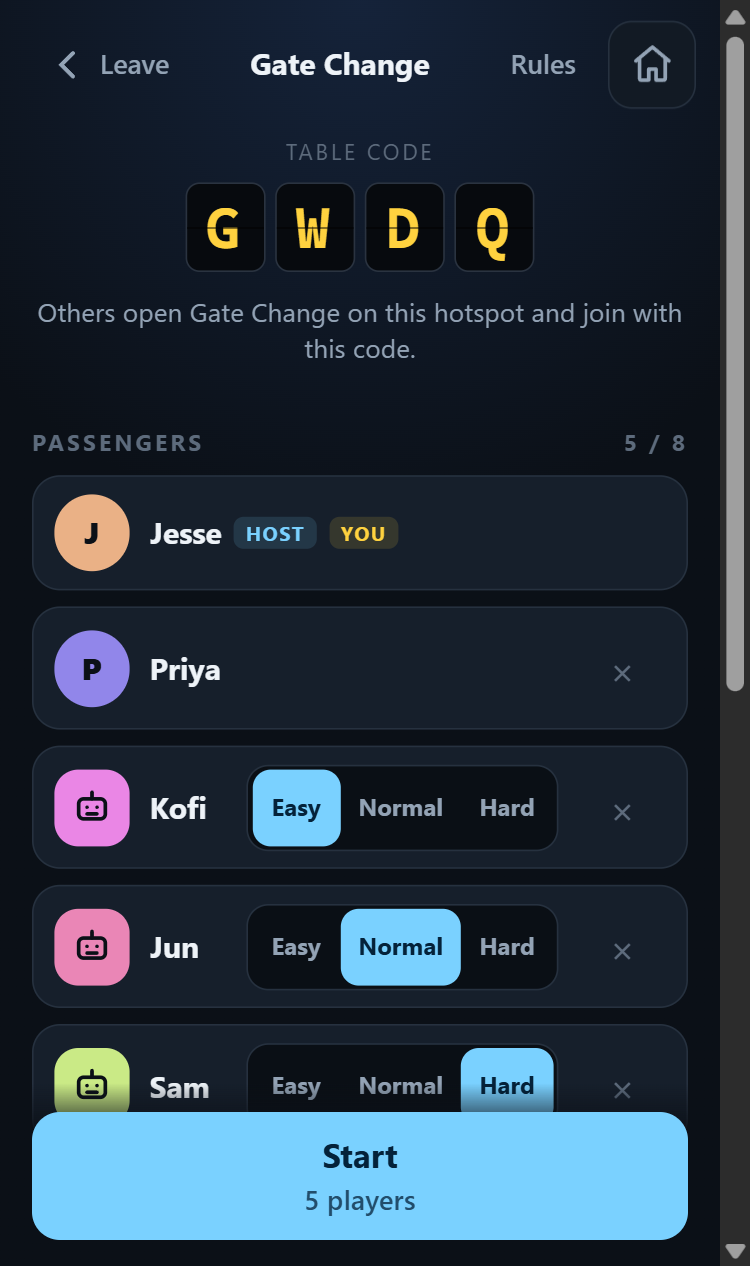 Leave Gate Change Rules
TABLE CODE
G W D Q
Others open Gate Change on this hotspot and join with
this code.
PASSENGERS 5 / 8
J Jesse HOST YOU
P Priya ×
Kofi Easy Normal Hard ×
Jun Easy Normal Hard ×
Sam Easy Normal Hard ×
Start
5 players